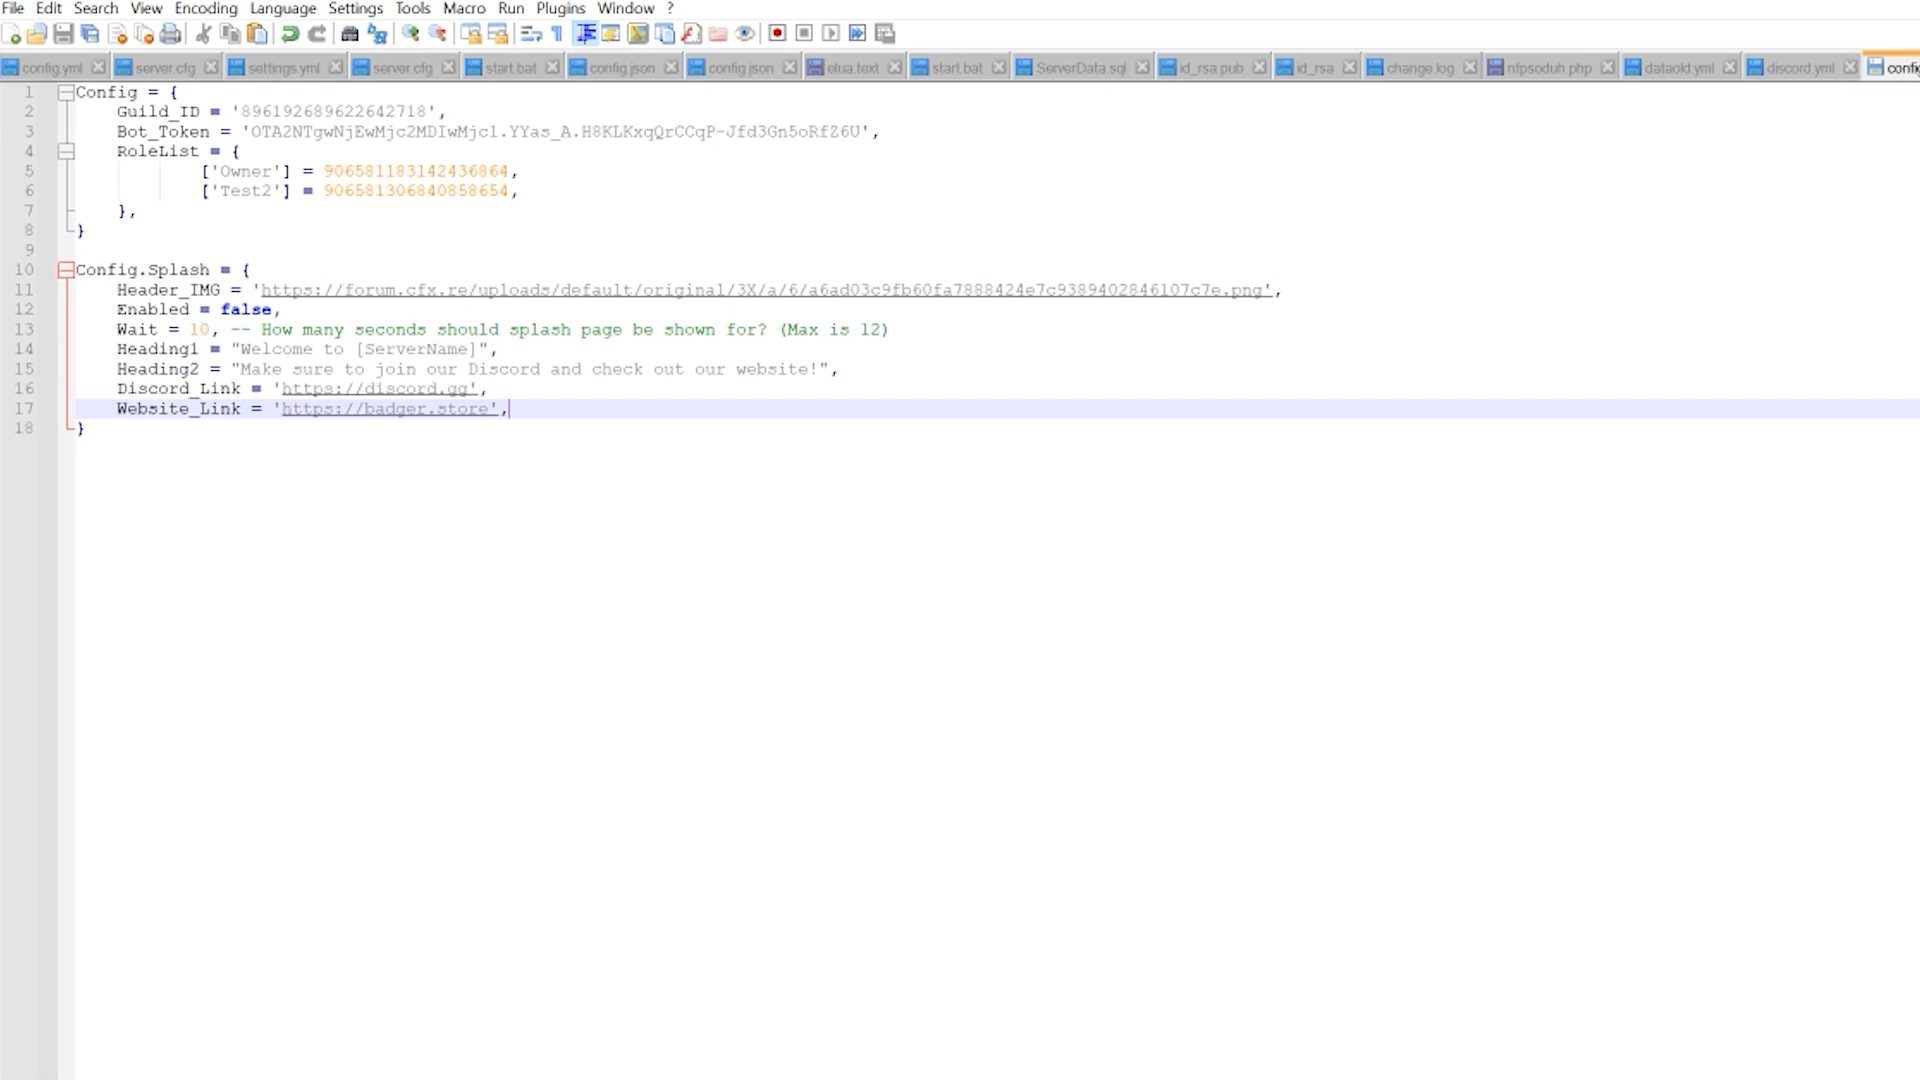 File Edit Search View Encoding Language Settings Tools Macro Run Plugins Window ?
config.yml server.cfg settings.yml server.cfg start.bat config.json config.json elua.text start.bat ServerData.sql id_rsa.pub id_rsa change.log nfpsoduh.php dataold.yml discord.yml config
1 Config = {
2 Guild_ID = '896192689622642718',
3 Bot_Token = 'OTA2NTgwNjEwMjc2MDIwMjc1.YYas_A.H8KLKxqQrCCqP-Jfd3Gn5oRfZ6U',
4 RoleList = {
5 ['Owner'] = 906581183142436864,
6 ['Test2'] = 906581306840858654,
7 },
8 }
9
10 Config.Splash = {
11 Header_IMG = 'https://forum.cfx.re/uploads/default/original/3X/a/6/a6ad03c9fb60fa7888424e7c9389402846107c7e.png',
12 Enabled = false,
13 Wait = 10, -- How many seconds should splash page be shown for? (Max is 12)
14 Heading1 = "Welcome to [ServerName]",
15 Heading2 = "Make sure to join our Discord and check out our website!",
16 Discord_Link = 'https://discord.gg',
17 Website_Link = 'https://badger.store',
18 }